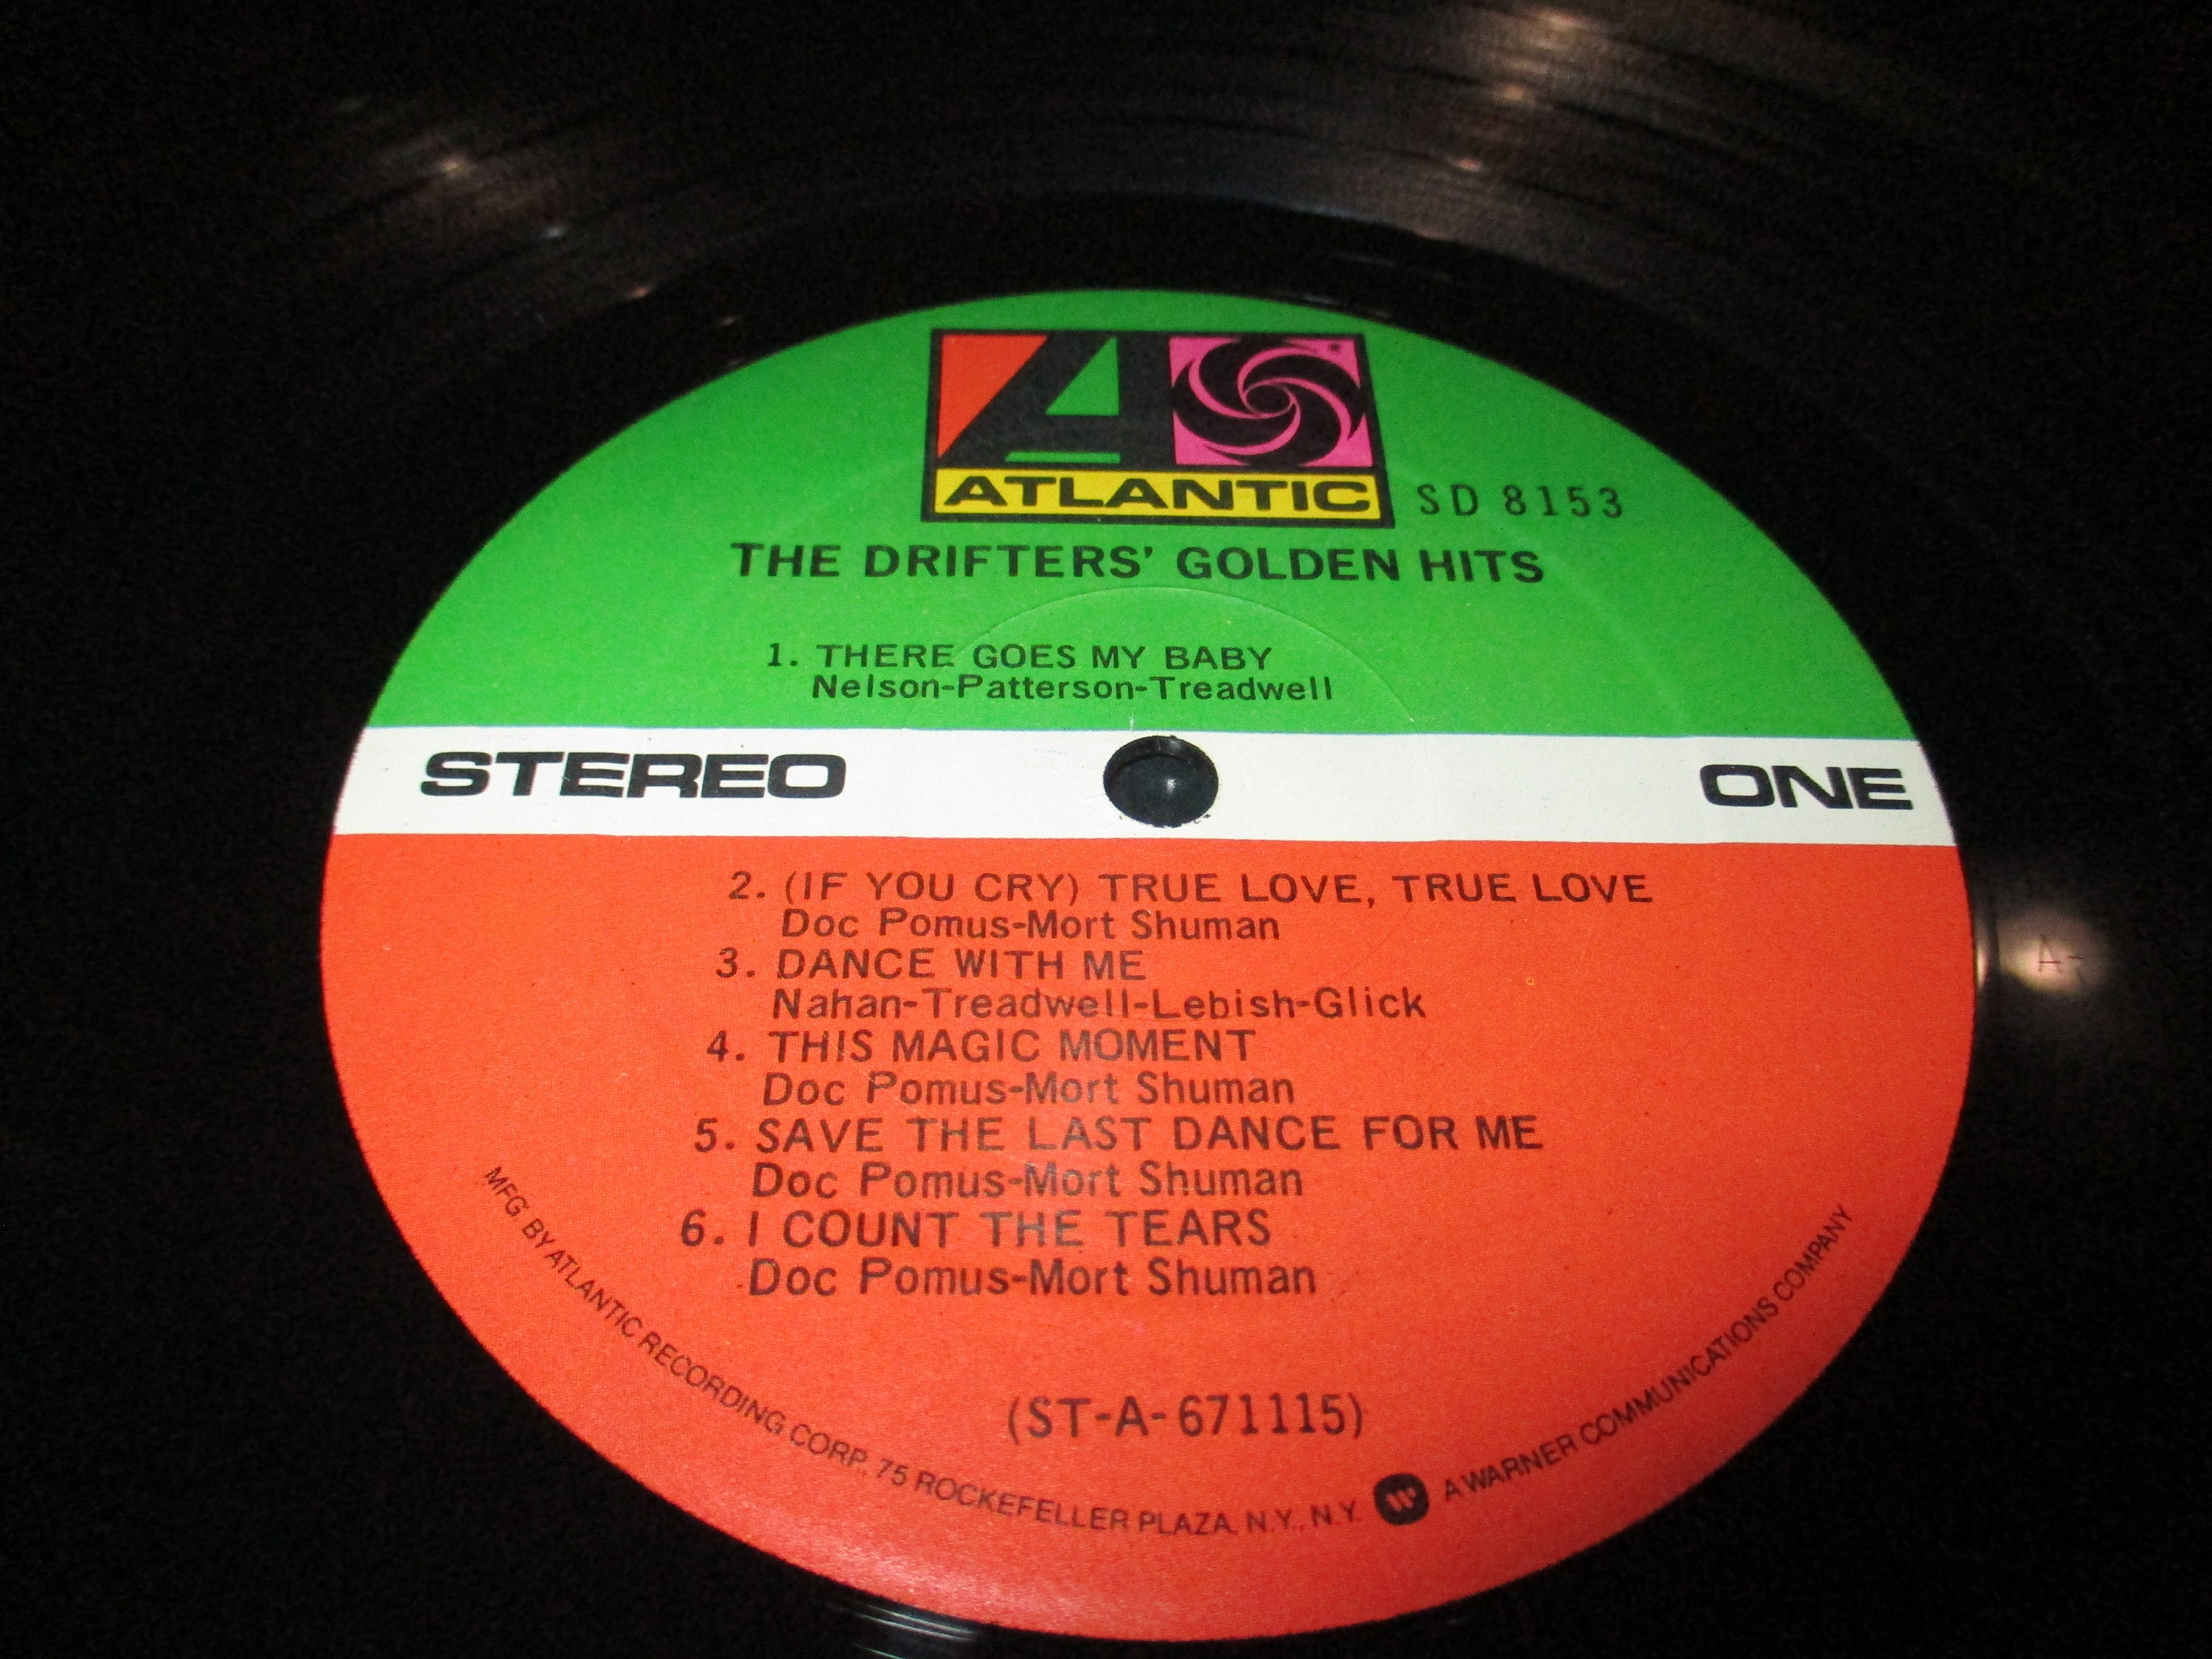 ATLANTIC
SD 8153
THE DRIFTERS' GOLDEN HITS
1. THERE GOES MY BABY
Nelson-Patterson-Treadwell
STEREO
ONE
2. (IF YOU CRY) TRUE LOVE, TRUE LOVE
Doc Pomus-Mort Shuman
3. DANCE WITH ME
Nahan-Treadwell-Lebish-Glick
4. THIS MAGIC MOMENT
Doc Pomus-Mort Shuman
5. SAVE THE LAST DANCE FOR ME
Doc Pomus-Mort Shuman
6. I COUNT THE TEARS
Doc Pomus-Mort Shuman
(ST-A-671115)
MFG BY ATLANTIC RECORDING CORP. 75 ROCKEFELLER PLAZA, N.Y., N.Y. A WARNER COMMUNICATIONS COMPANY